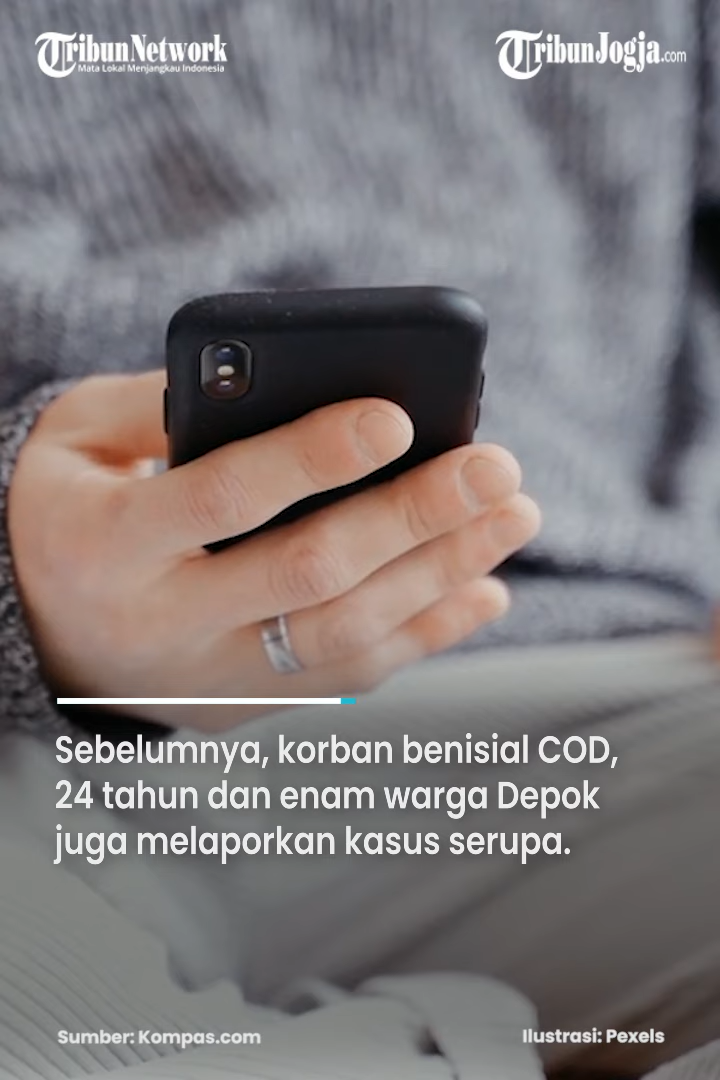 TribunNetwork
Mata Lokal Menjangkau Indonesia
TribunJogja.com
Sebelumnya, korban benisial COD,
24 tahun dan enam warga Depok
juga melaporkan kasus serupa.
Sumber: Kompas.com
Ilustrasi: Pexels